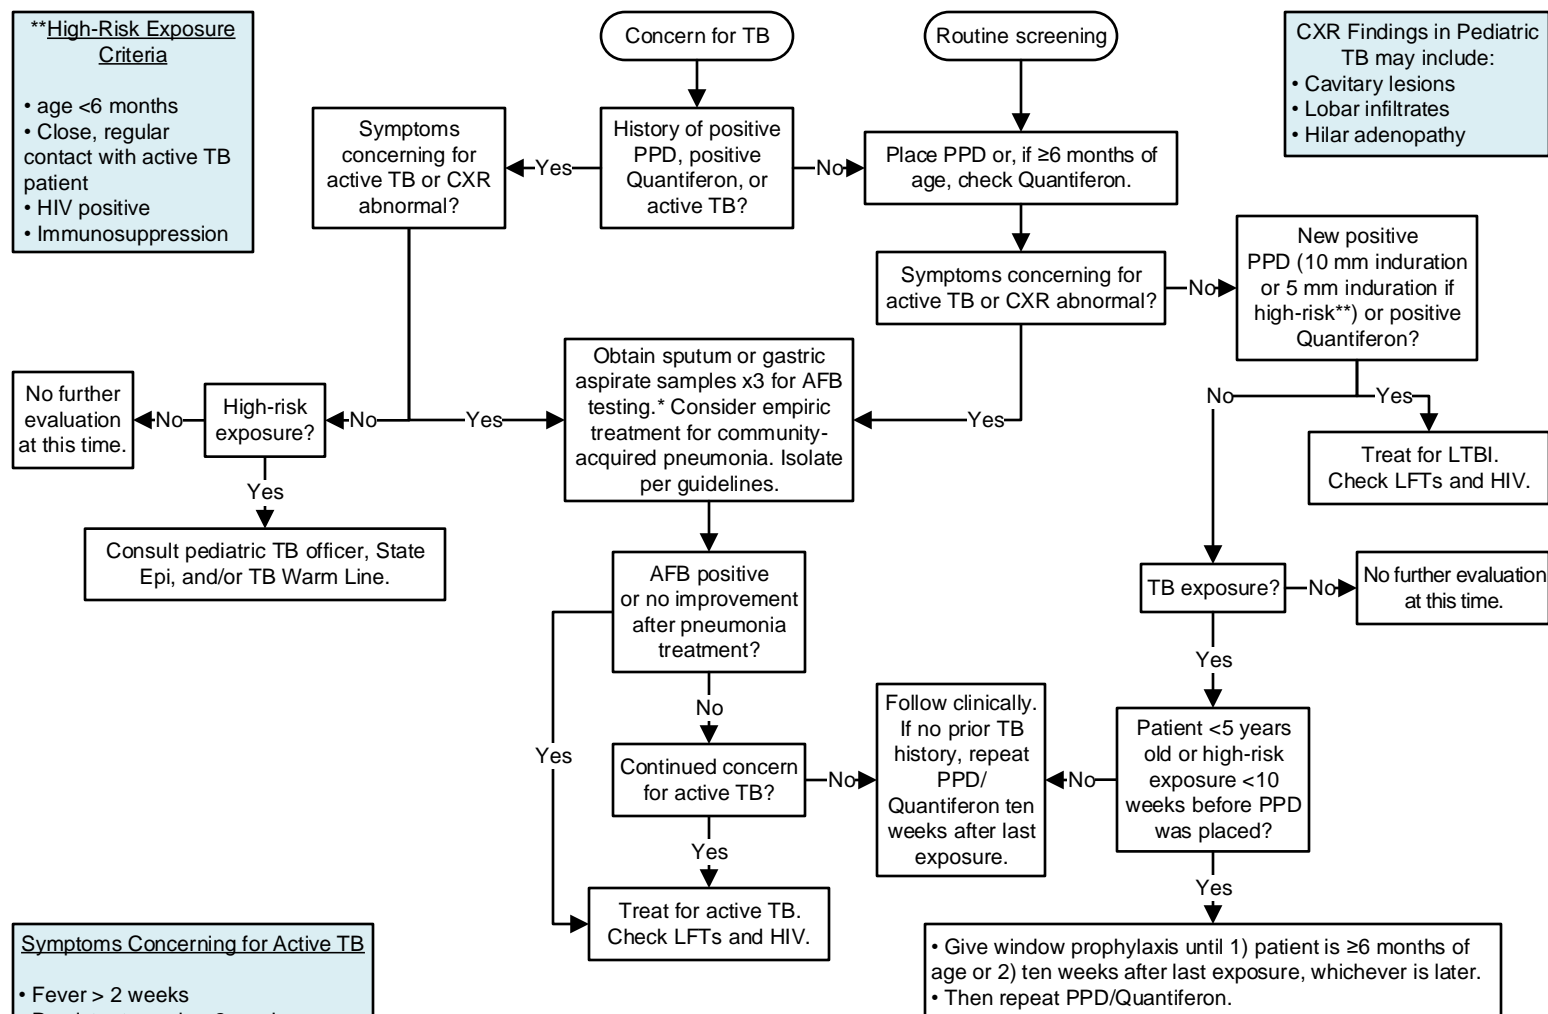 **High-Risk Exposure
Criteria
• age <6 months
• Close, regular
contact with active TB
patient
• HIV positive
• Immunosuppression
Concern for TB
Routine screening
CXR Findings in Pediatric
TB may include:
• Cavitary lesions
• Lobar infiltrates
• Hilar adenopathy
Symptoms
concerning for
active TB or CXR
abnormal?
Yes
History of positive
PPD, positive
Quantiferon, or
active TB?
No
Place PPD or, if ≥6 months of
age, check Quantiferon.
Symptoms concerning for
active TB or CXR abnormal?
No
New positive
PPD (10 mm induration
or 5 mm induration if
high-risk**) or positive
Quantiferon?
No further
evaluation
at this time.
No
High-risk
exposure?
No
Yes
Obtain sputum or gastric
aspirate samples x3 for AFB
testing.* Consider empiric
treatment for community-
acquired pneumonia. Isolate
per guidelines.
Yes
No
Yes
Treat for LTBI.
Check LFTs and HIV.
Yes
Consult pediatric TB officer, State
Epi, and/or TB Warm Line.
AFB positive
or no improvement
after pneumonia
treatment?
TB exposure?
No
No further evaluation
at this time.
Yes
No
Yes
Continued concern
for active TB?
No
Follow clinically.
If no prior TB
history, repeat
PPD/
Quantiferon ten
weeks after last
exposure.
No
Patient <5 years
old or high-risk
exposure <10
weeks before PPD
was placed?
Yes
Yes
Treat for active TB.
Check LFTs and HIV.
Symptoms Concerning for Active TB
• Fever > 2 weeks
• Give window prophylaxis until 1) patient is ≥6 months of
age or 2) ten weeks after last exposure, whichever is later.
• Then repeat PPD/Quantiferon.